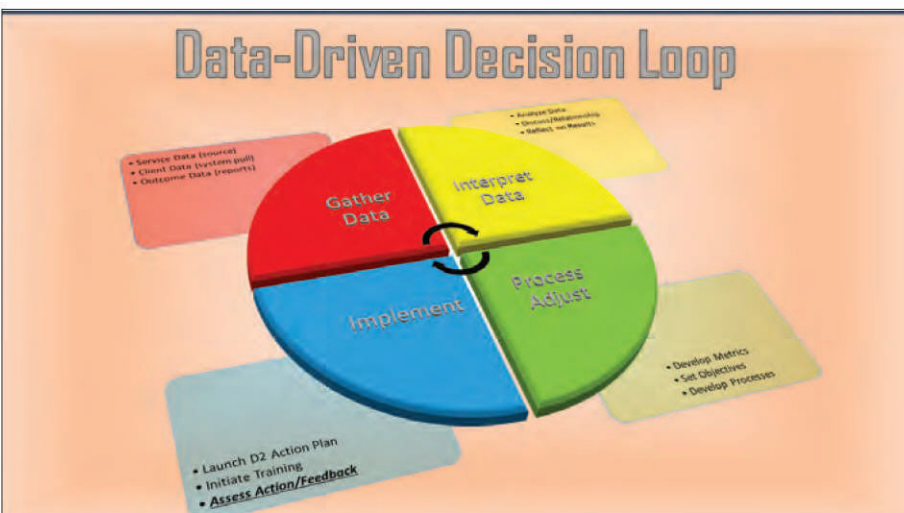 Data-Driven Decision Loop
• Service Data (source)
• Client Data (system pull)
• Outcome Data (reports)
Gather
Data
• Analyze Data
• Discuss/Relationship
• Reflect on Results
Interpret
Data
Process
Adjust
• Develop Metrics
• Set Objectives
• Develop Processes
Implement
• Launch D2 Action Plan
• Initiate Training
• Assess Action/Feedback